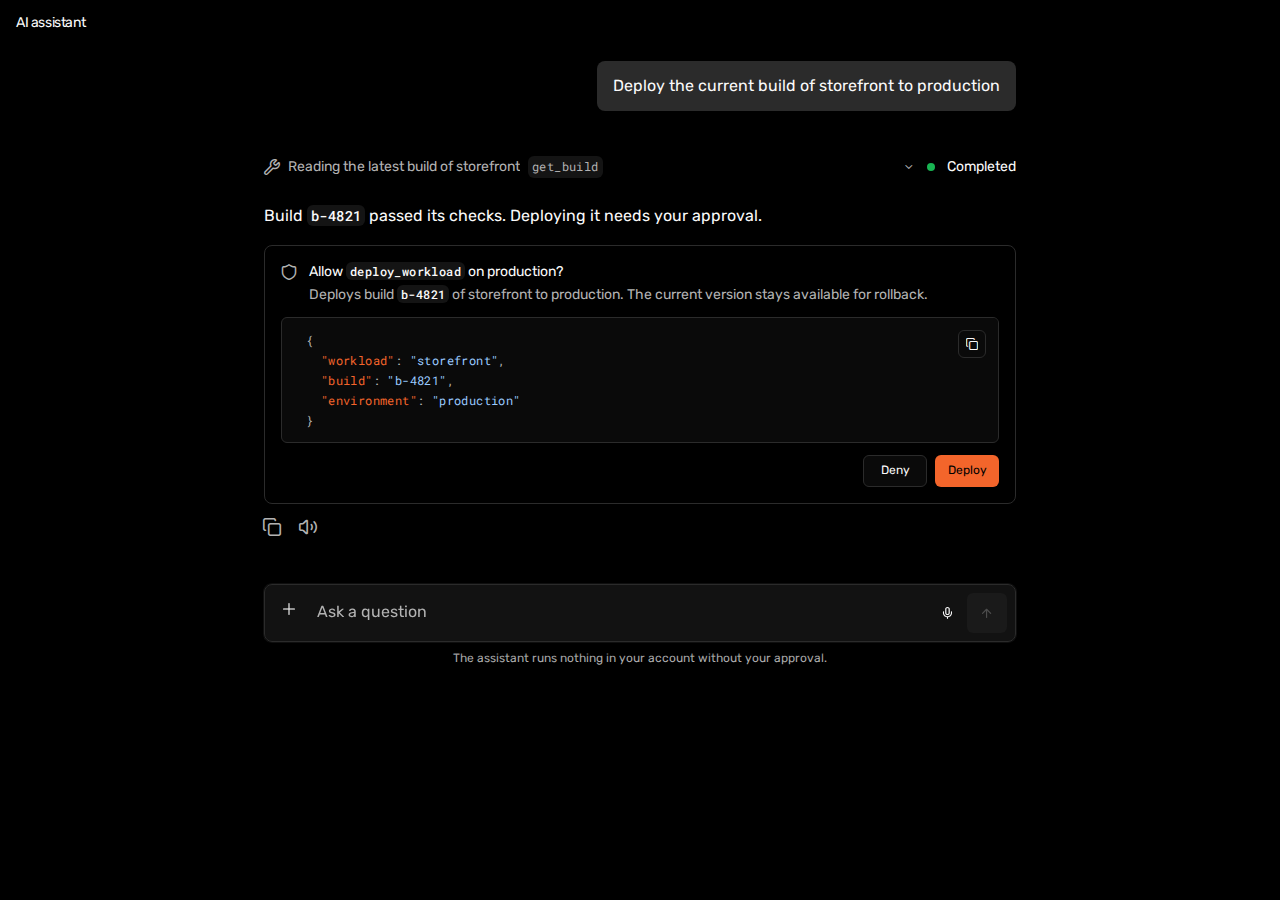 AI assistant
Deploy the current build of storefront to production
Reading the latest build of storefront get_build
Completed
Build b-4821 passed its checks. Deploying it needs your approval.
Allow deploy_workload on production?
Deploys build b-4821 of storefront to production. The current version stays available for rollback.
{
"workload": "storefront",
"build": "b-4821",
"environment": "production"
}
Deny
Deploy
Ask a question
The assistant runs nothing in your account without your approval.